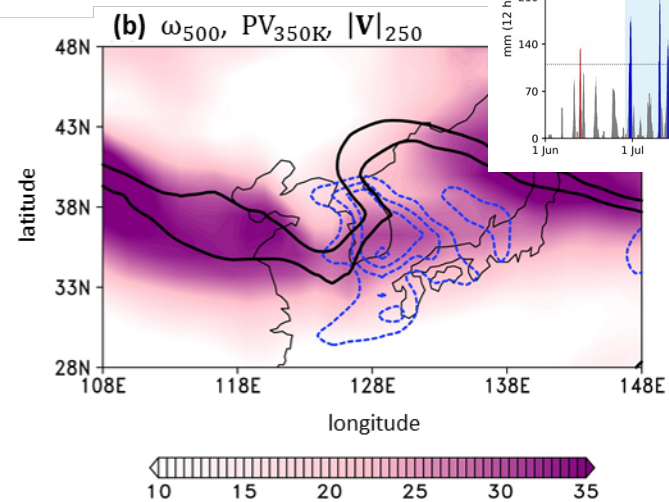 (b) ω500, PV350K, |V|250
48N
43N
38N
33N
28N
latitude
108E 118E 128E 138E 148E
longitude
10 15 20 25 30 35
mm (12 h
140
70
0
1 Jun 1 Jul